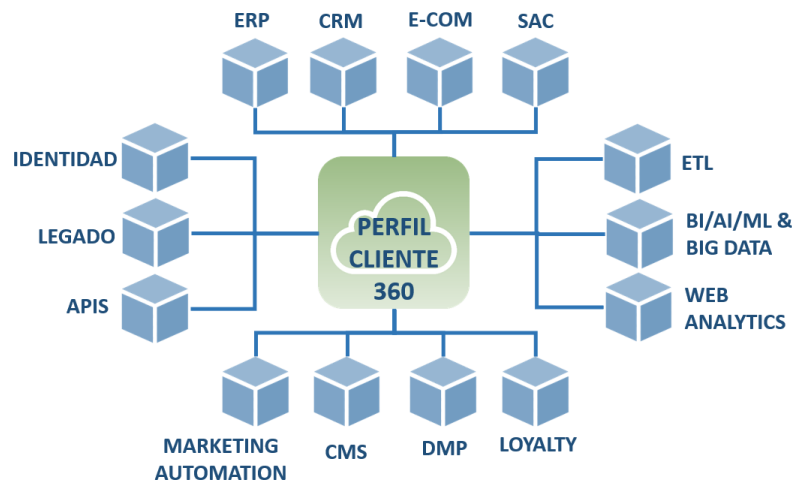 ERP
CRM
E-COM
SAC
IDENTIDAD
LEGADO
APIS
PERFIL
CLIENTE
360
ETL
BI/AI/ML &
BIG DATA
WEB
ANALYTICS
MARKETING
AUTOMATION
CMS
DMP
LOYALTY